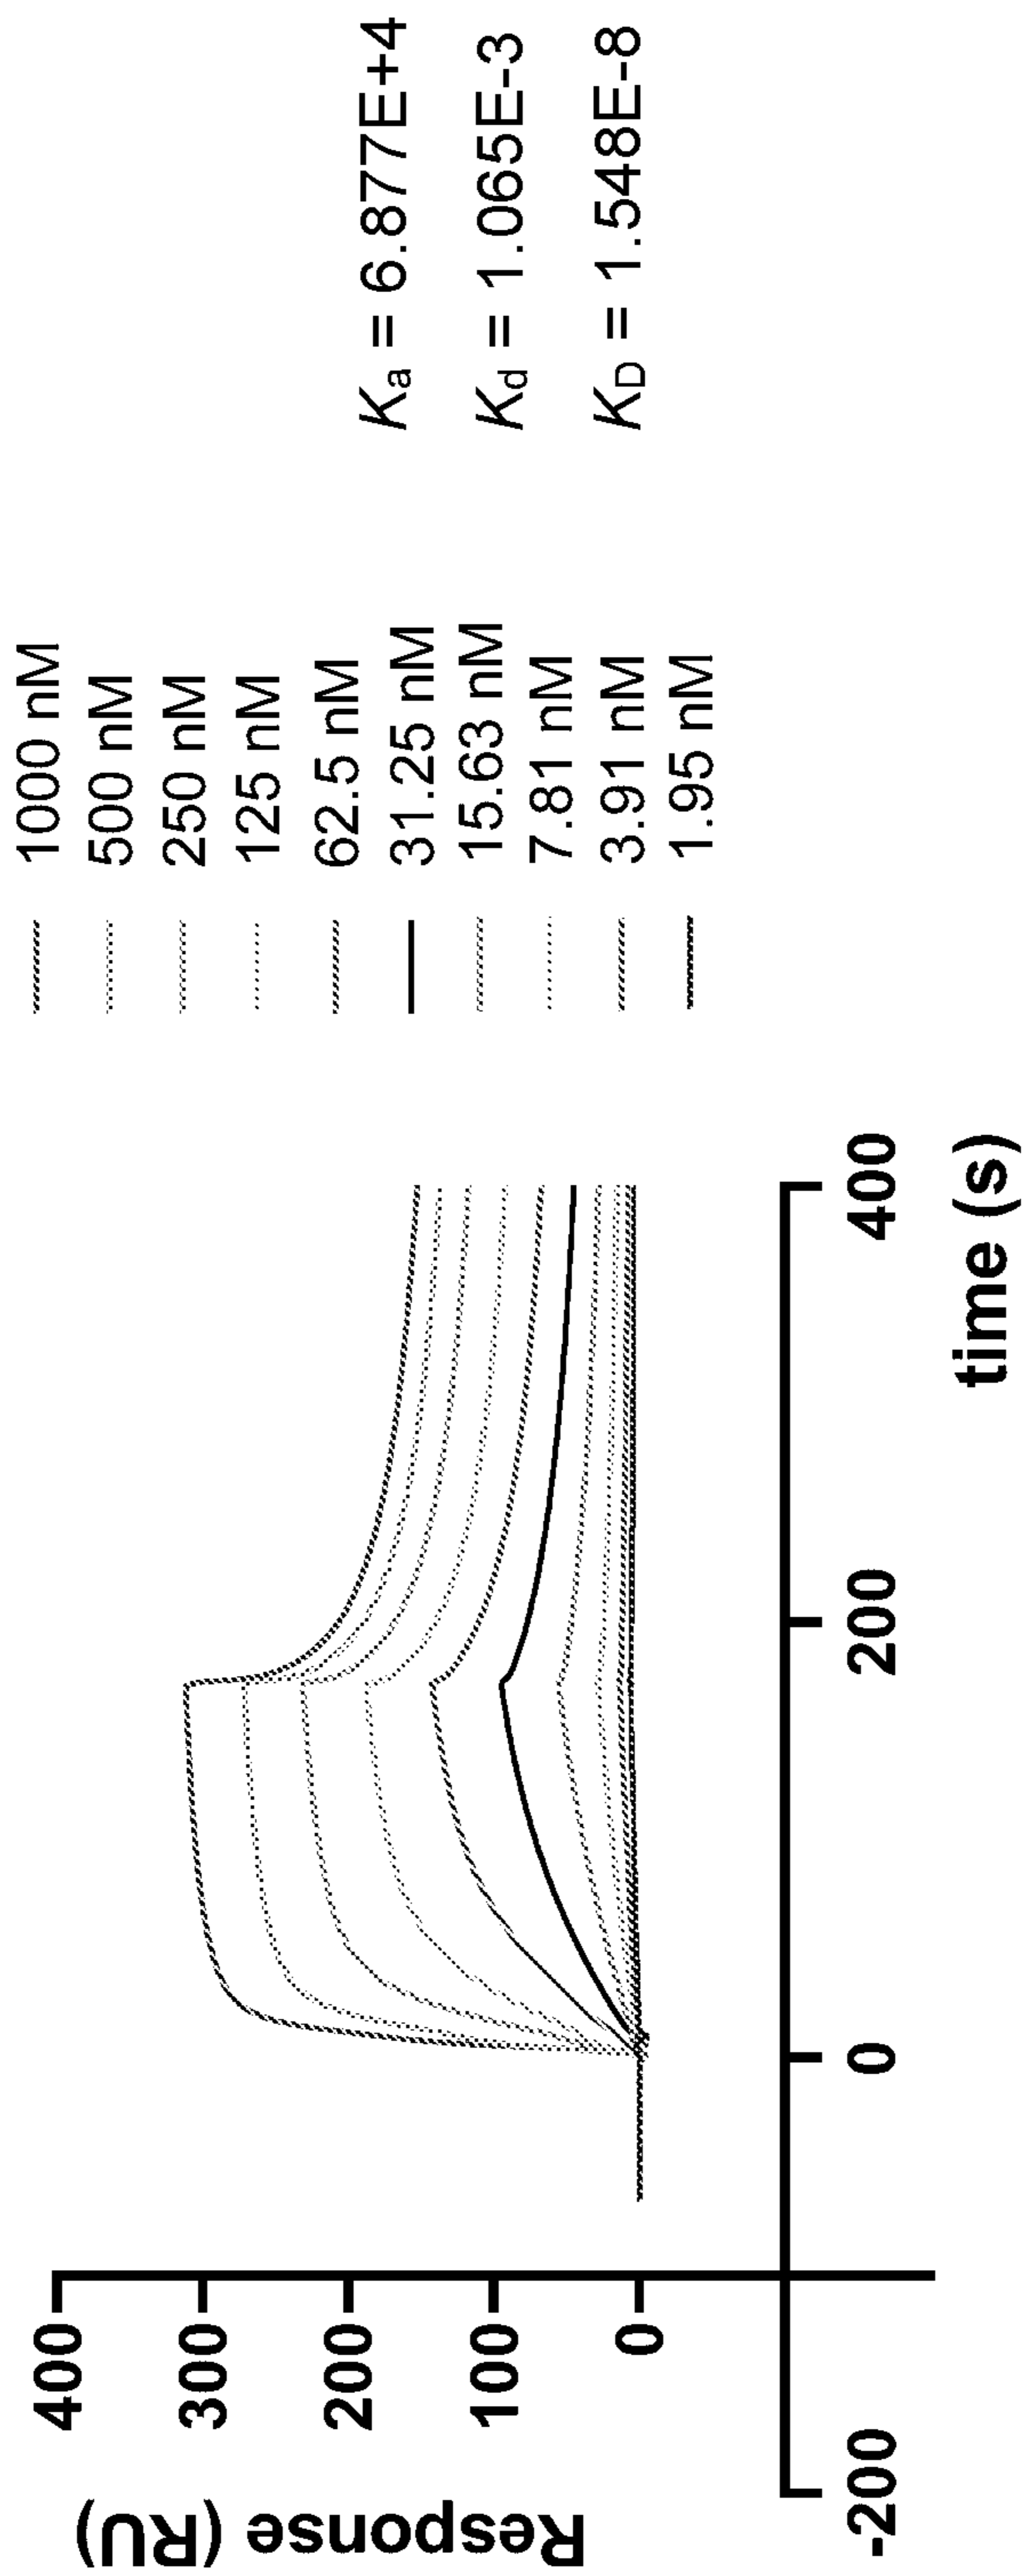 Response (RU)
400
300
200
100
0
-200
0
200
400
time (s)
1000 nM
500 nM
250 nM
125 nM
62.5 nM
31.25 nM
15.63 nM
7.81 nM
3.91 nM
1.95 nM
Ka = 6.877E+4
Kd = 1.065E-3
KD = 1.548E-8